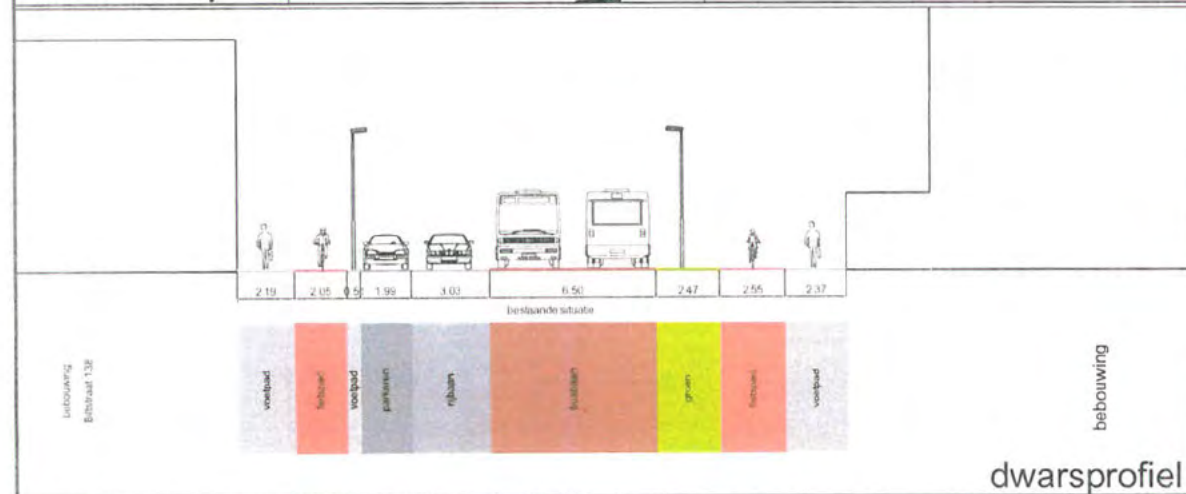 2.19 2.05 0.5 1.99 3.03 6.50 2.47 2.55 2.37
bestaande situatie
bebouwing
Biltstraat 138
voetpad
fietspad
voetpad
parkeren
rijbaan
busbaan
groen
fietspad
voetpad
bebouwing
dwarsprofiel